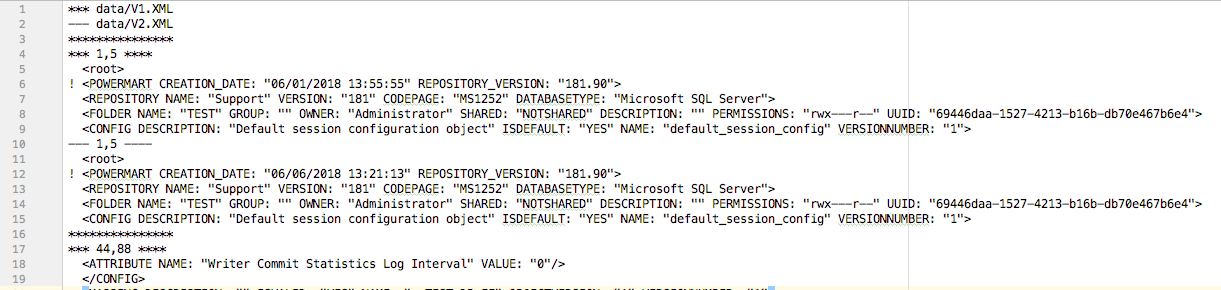 1 *** data/V1.XML
2 --- data/V2.XML
3 ***************
4 *** 1,5 ****
5 <root>
6 ! <POWERMART CREATION_DATE: "06/01/2018 13:55:55" REPOSITORY_VERSION: "181.90">
7 <REPOSITORY NAME: "Support" VERSION: "181" CODEPAGE: "MS1252" DATABASETYPE: "Microsoft SQL Server">
8 <FOLDER NAME: "TEST" GROUP: "" OWNER: "Administrator" SHARED: "NOTSHARED" DESCRIPTION: "" PERMISSIONS: "rwx---r--" UUID: "69446daa-1527-4213-b16b-db70e467b6e4">
9 <CONFIG DESCRIPTION: "Default session configuration object" ISDEFAULT: "YES" NAME: "default_session_config" VERSIONNUMBER: "1">
10 --- 1,5 ----
11 <root>
12 ! <POWERMART CREATION_DATE: "06/06/2018 13:21:13" REPOSITORY_VERSION: "181.90">
13 <REPOSITORY NAME: "Support" VERSION: "181" CODEPAGE: "MS1252" DATABASETYPE: "Microsoft SQL Server">
14 <FOLDER NAME: "TEST" GROUP: "" OWNER: "Administrator" SHARED: "NOTSHARED" DESCRIPTION: "" PERMISSIONS: "rwx---r--" UUID: "69446daa-1527-4213-b16b-db70e467b6e4">
15 <CONFIG DESCRIPTION: "Default session configuration object" ISDEFAULT: "YES" NAME: "default_session_config" VERSIONNUMBER: "1">
16 ***************
17 *** 44,88 ****
18 <ATTRIBUTE NAME: "Writer Commit Statistics Log Interval" VALUE: "0"/>
19 </CONFIG>